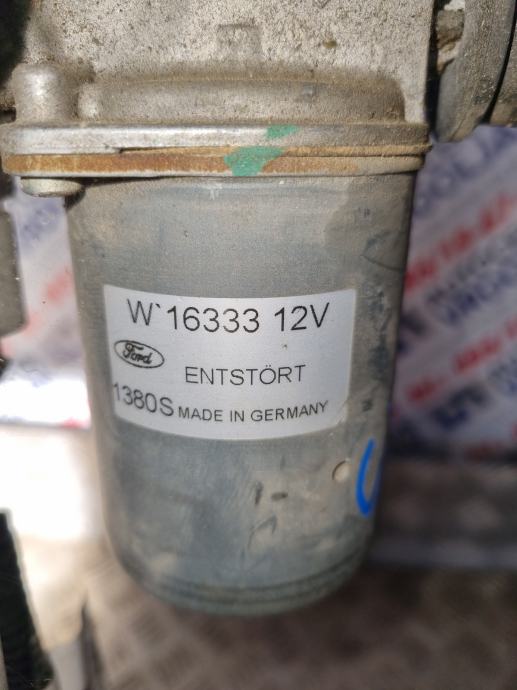 W`16333 12V
Ford
ENTSTÖRT
1380S MADE IN GERMANY